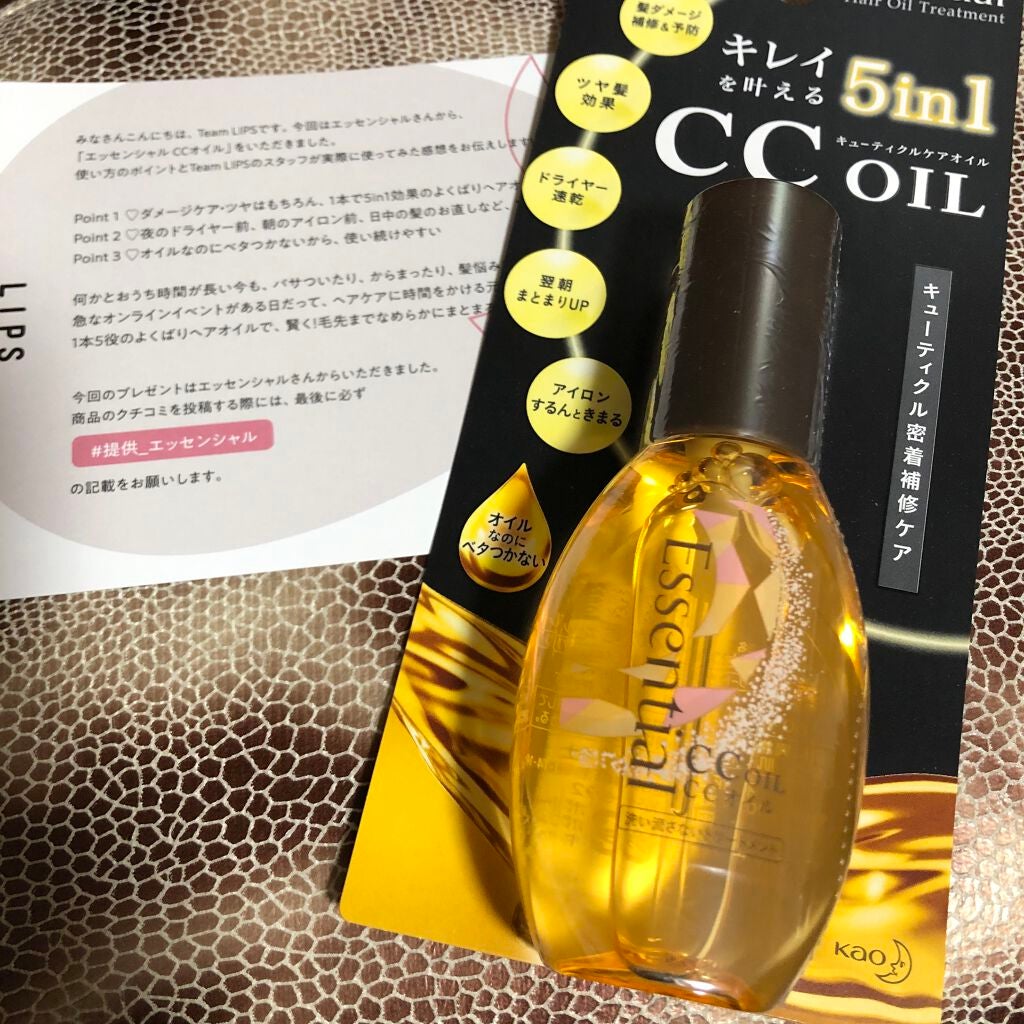 みなさんこんにちは、Team LIPSです。今回はエッセンシャルさんから、
「エッセンシャル CCオイル」をいただきました。
使い方のポイントとTeam LIPSのスタッフが実際に使ってみた感想をお伝えします
Point 1 ♡ダメージケア・ツヤはもちろん、1本で5in1効果のよくばりヘアオ
Point 2 ♡夜のドライヤー前、朝のアイロン前、日中の髪のお直しなど、
Point 3 ♡オイルなのにベタつかないから、使い続けやすい
何かとおうち時間が長い今も、パサついたり、からまったり、髪悩み
急なオンラインイベントがある日だって、ヘアケアに時間をかける元
1本5役のよくばりヘアオイルで、賢く!毛先までなめらかにまとまる
今回のプレゼントはエッセンシャルさんからいただきました。
商品のクチコミを投稿する際には、最後に必ず
#提供_エッセンシャル
の記載をお願いします。
LIPS
Hair Oil Treatment
髪ダメージ
補修&予防
キレイ
を叶える
5in1
ツヤ髪
効果
CC OIL
キューティクルケアオイル
ドライヤー
速乾
翌朝
まとまりUP
アイロン
するんときまる
キューティクル密着補修ケア
オイル
なのに
ベタつかない
Essential
CC OIL
CCオイル
洗い流さない
Kao